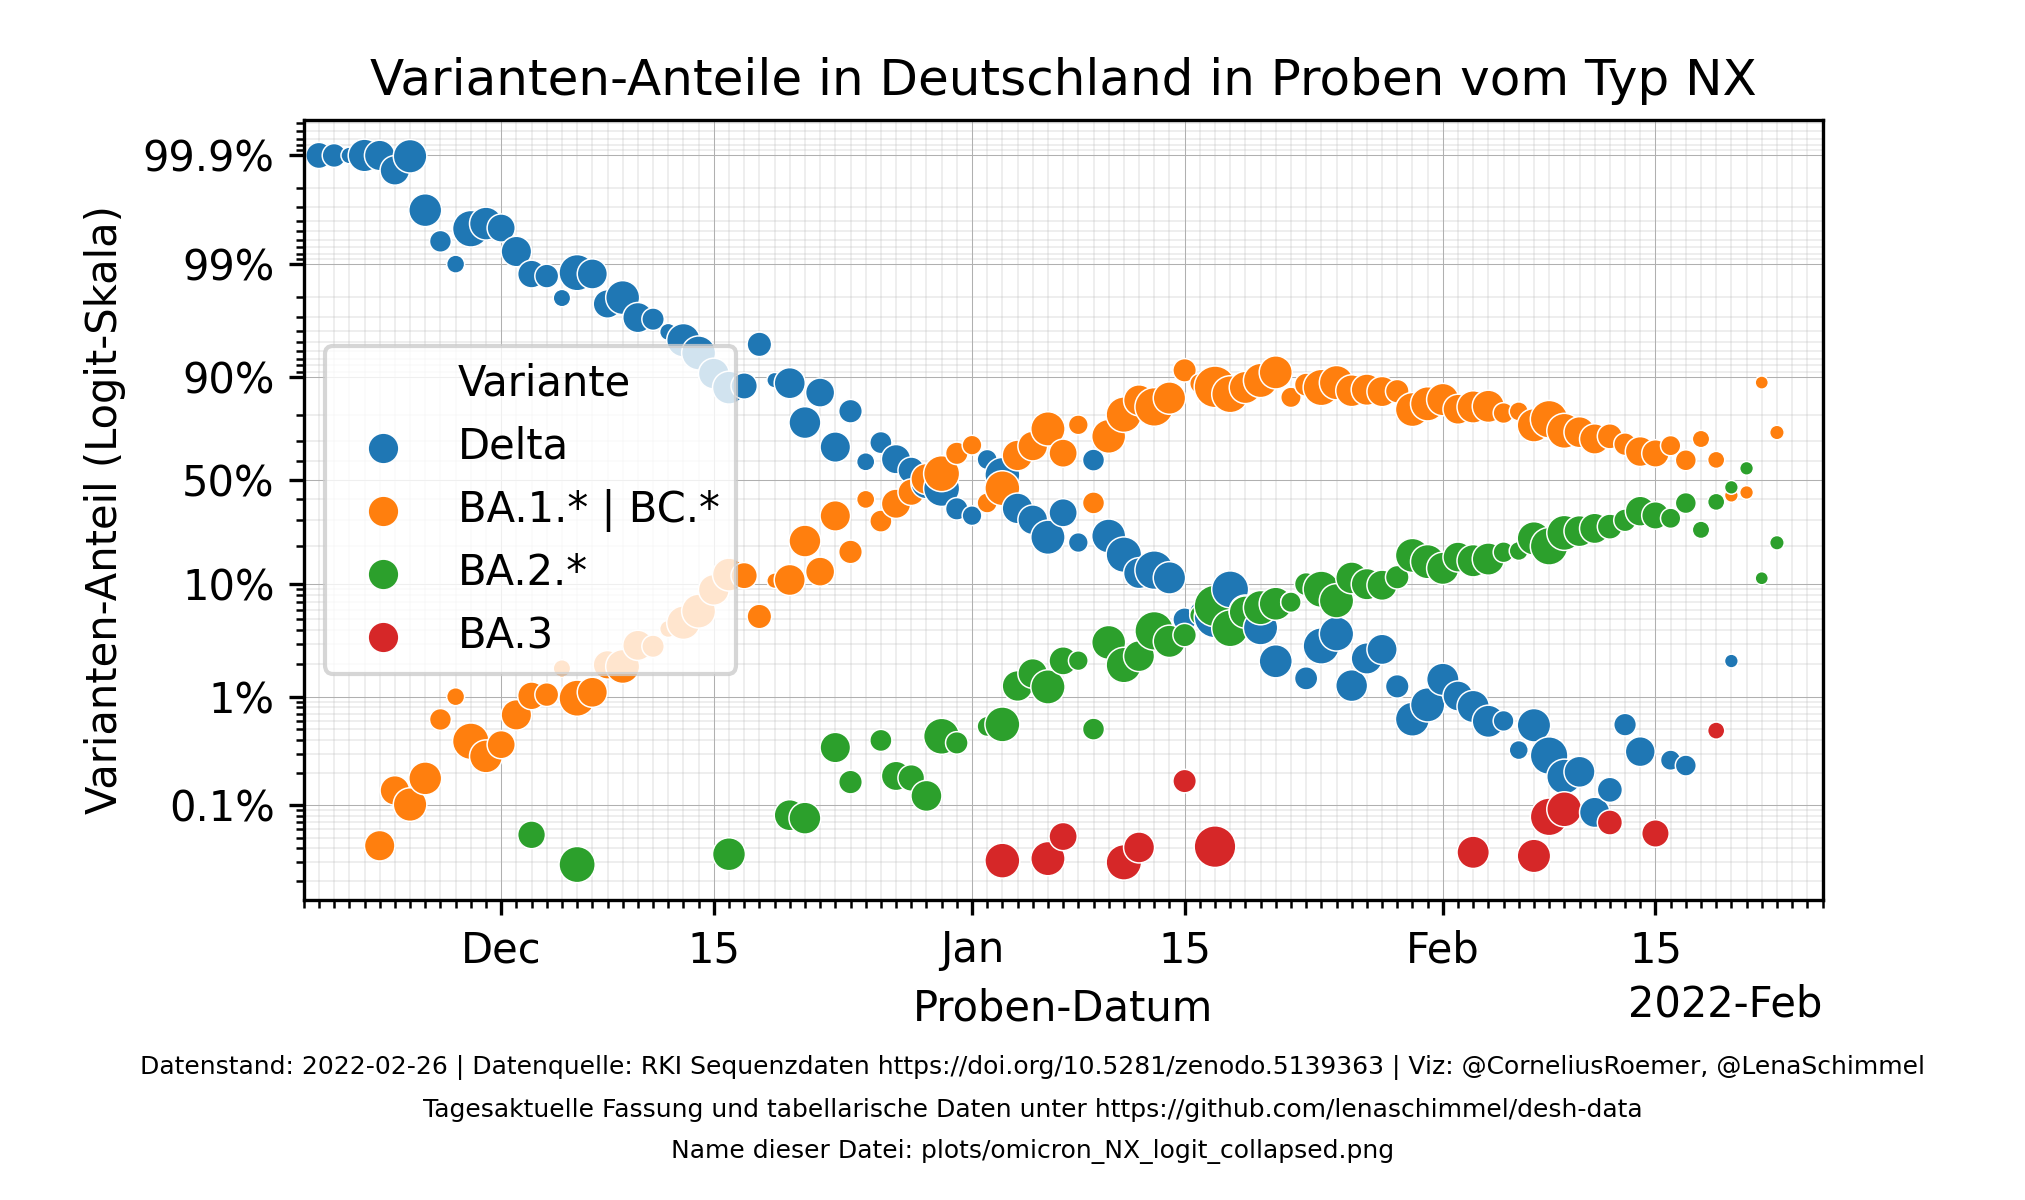 Varianten-Anteile in Deutschland in Proben vom Typ NX
Varianten-Anteil (Logit-Skala)
99.9%
99%
90%
50%
10%
1%
0.1%
Variante
Delta
BA.1.* | BC.*
BA.2.*
BA.3
Dec
15
Jan
15
Feb
15
Proben-Datum
2022-Feb
Datenstand: 2022-02-26 | Datenquelle: RKI Sequenzdaten https://doi.org/10.5281/zenodo.5139363 | Viz: @CorneliusRoemer, @LenaSchimmel
Tagesaktuelle Fassung und tabellarische Daten unter https://github.com/lenaschimmel/desh-data
Name dieser Datei: plots/omicron_NX_logit_collapsed.png